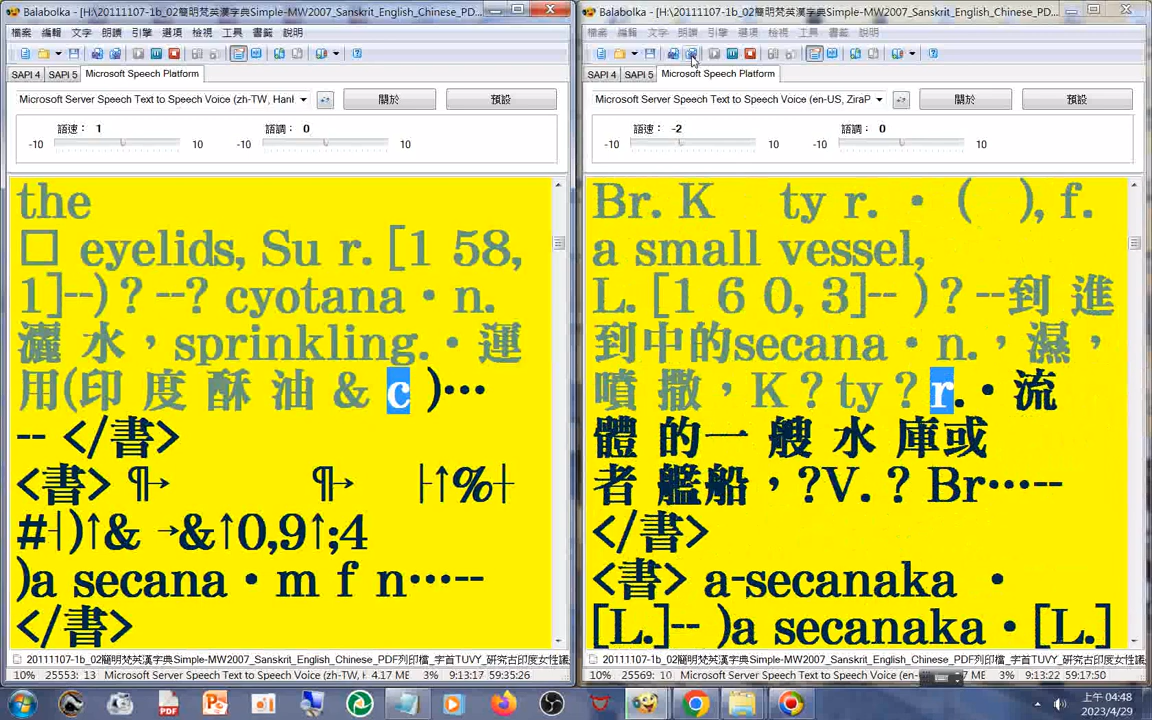 Balabolka - [H:\20111107-1b_02簡明梵英漢字典Simple-MW2007_Sanskrit_English_Chinese_PD...
檔案 編輯 文字 朗讀 引擎 選項 檢視 工具 書籤 說明
SAPI 4 SAPI 5 Microsoft Speech Platform
Microsoft Server Speech Text to Speech Voice (zh-TW, Hanl 關於 預設
語速： 1 語調： 0
-10 10 -10 10
the
□ eyelids, Su r. [1 58,
1]--)？--？cyotana‧n.
灑 水，sprinkling.‧運
用(印 度 酥 油 & c )…
-- </書>
<書> ¶├→ ¶├→ ├↑%┼
#┤)↑& →&↑0,9↑;4
)a secana‧m f n…--
</書>
20111107-1b_02簡明梵英漢字典Simple-MW2007_Sanskrit_English_Chinese_PDF列印檔_字首TUVY_研究古印度女性議
10% 25553: 13 Microsoft Server Speech Text to Speech Voice (zh-TW, H 4.17 MB 3% 9:13:17 59:35:26
Balabolka - [H:\20111107-1b_02簡明梵英漢字典Simple-MW2007_Sanskrit_English_Chinese_PD...
檔案 編輯 文字 朗讀 引擎 選項 檢視 工具 書籤 說明
SAPI 4 SAPI 5 Microsoft Speech Platform
Microsoft Server Speech Text to Speech Voice (en-US, ZiraP 關於 預設
語速： -2 語調： 0
-10 10 -10 10
Br. K ty r. ‧ ( ), f.
a small vessel,
L. [1 6 0, 3]-- )？--到 進
到中的secana‧n.，濕，
噴 撒，K？ty？r.‧流
體 的一 艘 水 庫或
者 艦船，?V.？Br…--
</書>
<書> a-secanaka ‧
[L.]-- )a secanaka‧[L.]
20111107-1b_02簡明梵英漢字典Simple-MW2007_Sanskrit_English_Chinese_PDF列印檔_字首TUVY_研究古印度女性議
10% 25569: 10 Microsoft Server Speech Text to Speech Voice (en-US, Z 4.17 MB 3% 9:13:22 59:17:50
上午 04:48
2023/4/29